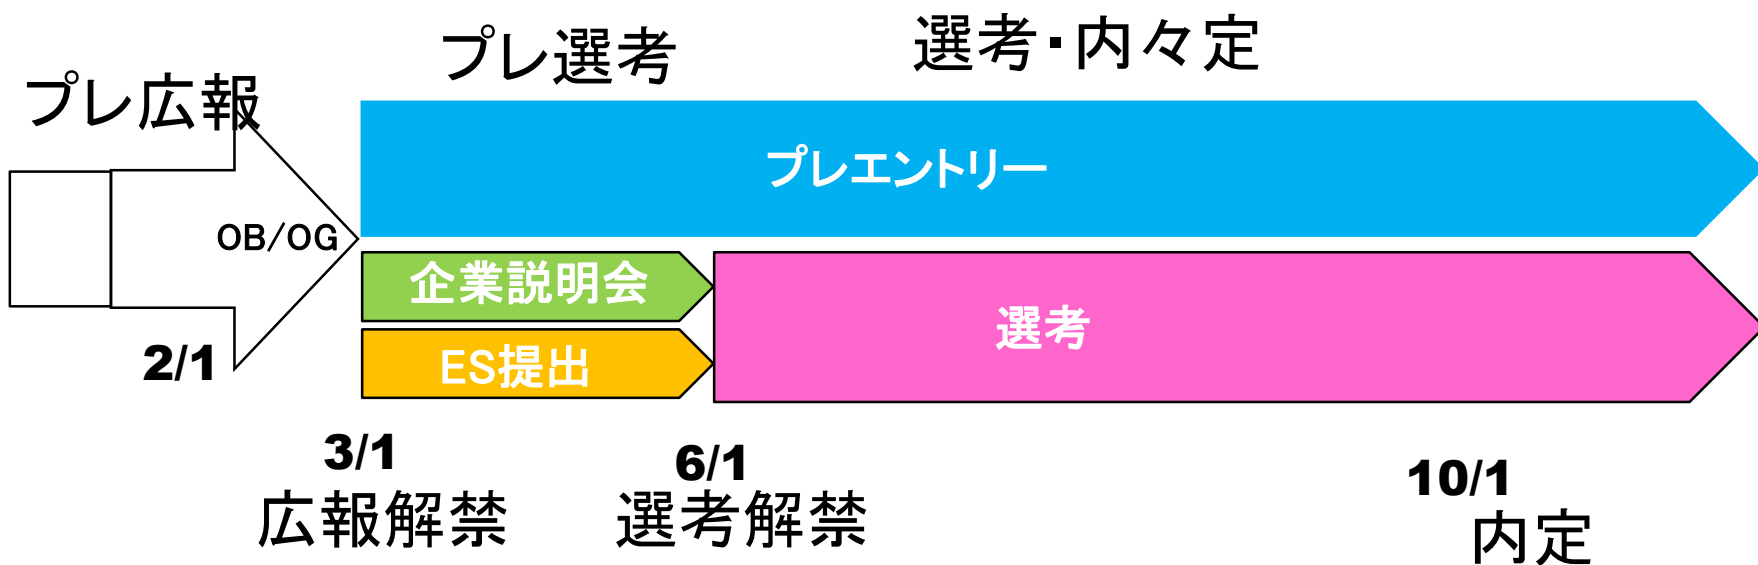 プレ広報
プレ選考
選考・内々定
プレエントリー
OB/OG
企業説明会
ES提出
選考
2/1
3/1
広報解禁
6/1
選考解禁
10/1
内定